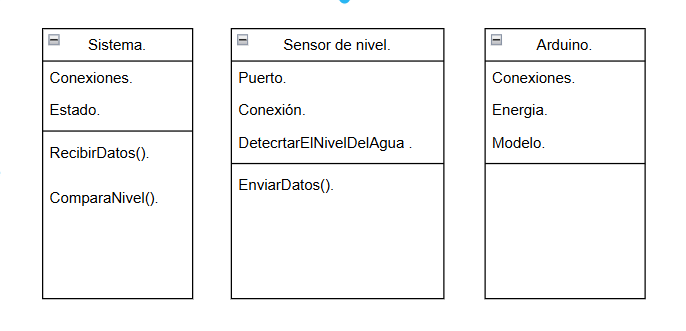 Sistema.
Conexiones.
Estado.
RecibirDatos().
ComparaNivel().
Sensor de nivel.
Puerto.
Conexión.
DetecrtarElNivelDelAgua .
EnviarDatos().
Arduino.
Conexiones.
Energia.
Modelo.